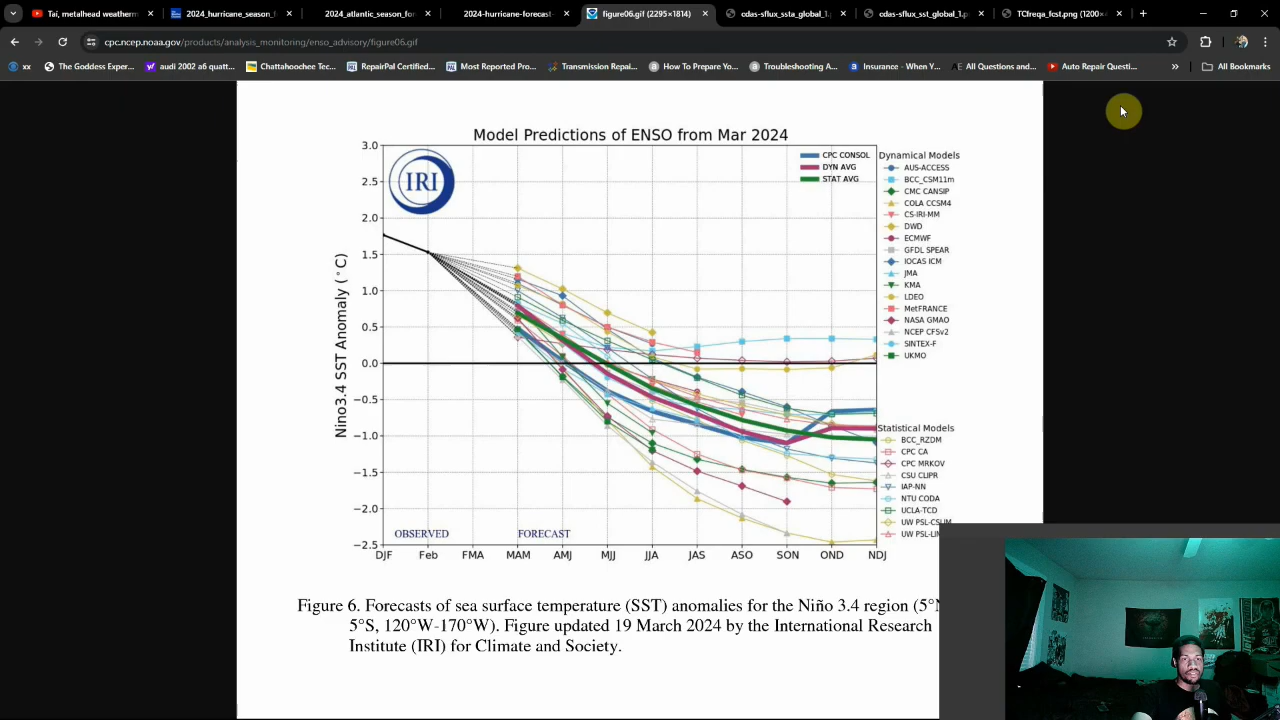 Tai, metalhead weatherm
2024_hurricane_season_f
2024_atlantic_season_for
2024-hurricane-forecast-
figure06.gif (2295×1814)
cdas-sflux_ssta_global_1.p
cdas-sflux_sst_global_1.p
TCfreqa_fcst.png (1200×
cpc.ncep.noaa.gov/products/analysis_monitoring/enso_advisory/figure06.gif
xx
The Goddess Exper...
audi 2002 a6 quatt...
Chattahoochee Tec...
RepairPal Certified...
Most Reported Pro...
Transmission Repai...
How To Prepare Yo...
Troubleshooting A...
Insurance - When Y...
All Questions and...
Auto Repair Questi...
All Bookmarks
Model Predictions of ENSO from Mar 2024
IRI
CPC CONSOL
DYN AVG
STAT AVG
Dynamical Models
AUS-ACCESS
BCC_CSM11m
CMC CANSIP
COLA CCSM4
CS-IRI-MM
DWD
ECMWF
GFDL SPEAR
IOCAS ICM
JMA
KMA
LDEO
MetFRANCE
NASA GMAO
NCEP CFSv2
SINTEX-F
UKMO
Statistical Models
BCC_RZDM
CPC CA
CPC MRKOV
CSU CLIPR
IAP-NN
NTU CODA
UCLA-TCD
UW PSL-CSLIM
UW PSL-LIM
Nino3.4 SST Anomaly (°C)
3.0
2.5
2.0
1.5
1.0
0.5
0.0
−0.5
−1.0
−1.5
−2.0
−2.5
OBSERVED FORECAST
DJF Feb FMA MAM AMJ MJJ JJA JAS ASO SON OND NDJ
Figure 6. Forecasts of sea surface temperature (SST) anomalies for the Niño 3.4 region (5°N
5°S, 120°W-170°W). Figure updated 19 March 2024 by the International Research
Institute (IRI) for Climate and Society.